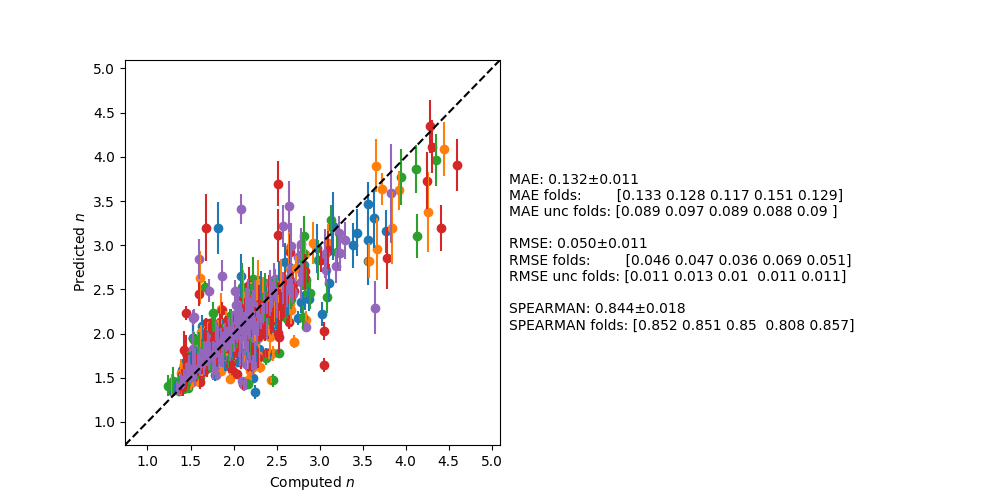 5.0
4.5
4.0
3.5
3.0
2.5
2.0
1.5
1.0
Predicted n
1.0 1.5 2.0 2.5 3.0 3.5 4.0 4.5 5.0
Computed n
MAE: 0.132±0.011
MAE folds: [0.133 0.128 0.117 0.151 0.129]
MAE unc folds: [0.089 0.097 0.089 0.088 0.09 ]
RMSE: 0.050±0.011
RMSE folds: [0.046 0.047 0.036 0.069 0.051]
RMSE unc folds: [0.011 0.013 0.01  0.011 0.011]
SPEARMAN: 0.844±0.018
SPEARMAN folds: [0.852 0.851 0.85  0.808 0.857]